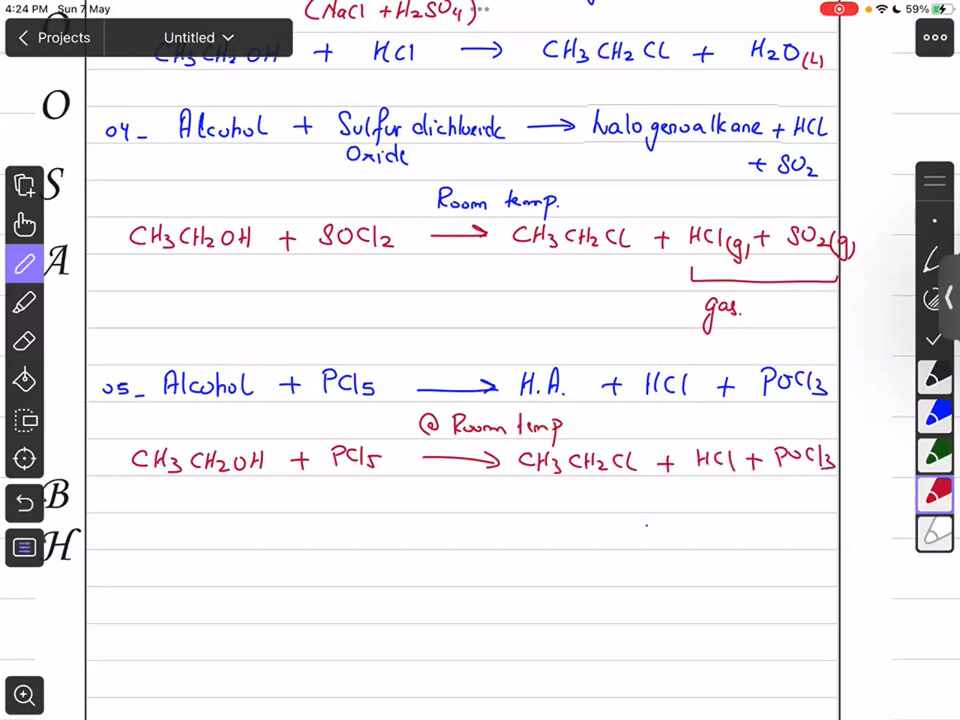 4:24 PM Sun 7 May
59%
(NaCl + H2SO4)
Projects
Untitled
CH3CH2OH + HCl → CH3CH2Cl + H2O(L)
O
04- Alcohol + Sulfur dichloride → halogenoalkane + HCl
Oxide
+ SO2
S
Room temp.
CH3CH2OH + SOCl2 → CH3CH2Cl + HCl(g) + SO2(g)
A
gas.
05- Alcohol + PCl5 → H.A. + HCl + POCl3
@ Room temp
CH3CH2OH + PCl5 → CH3CH2Cl + HCl + POCl3
B
H